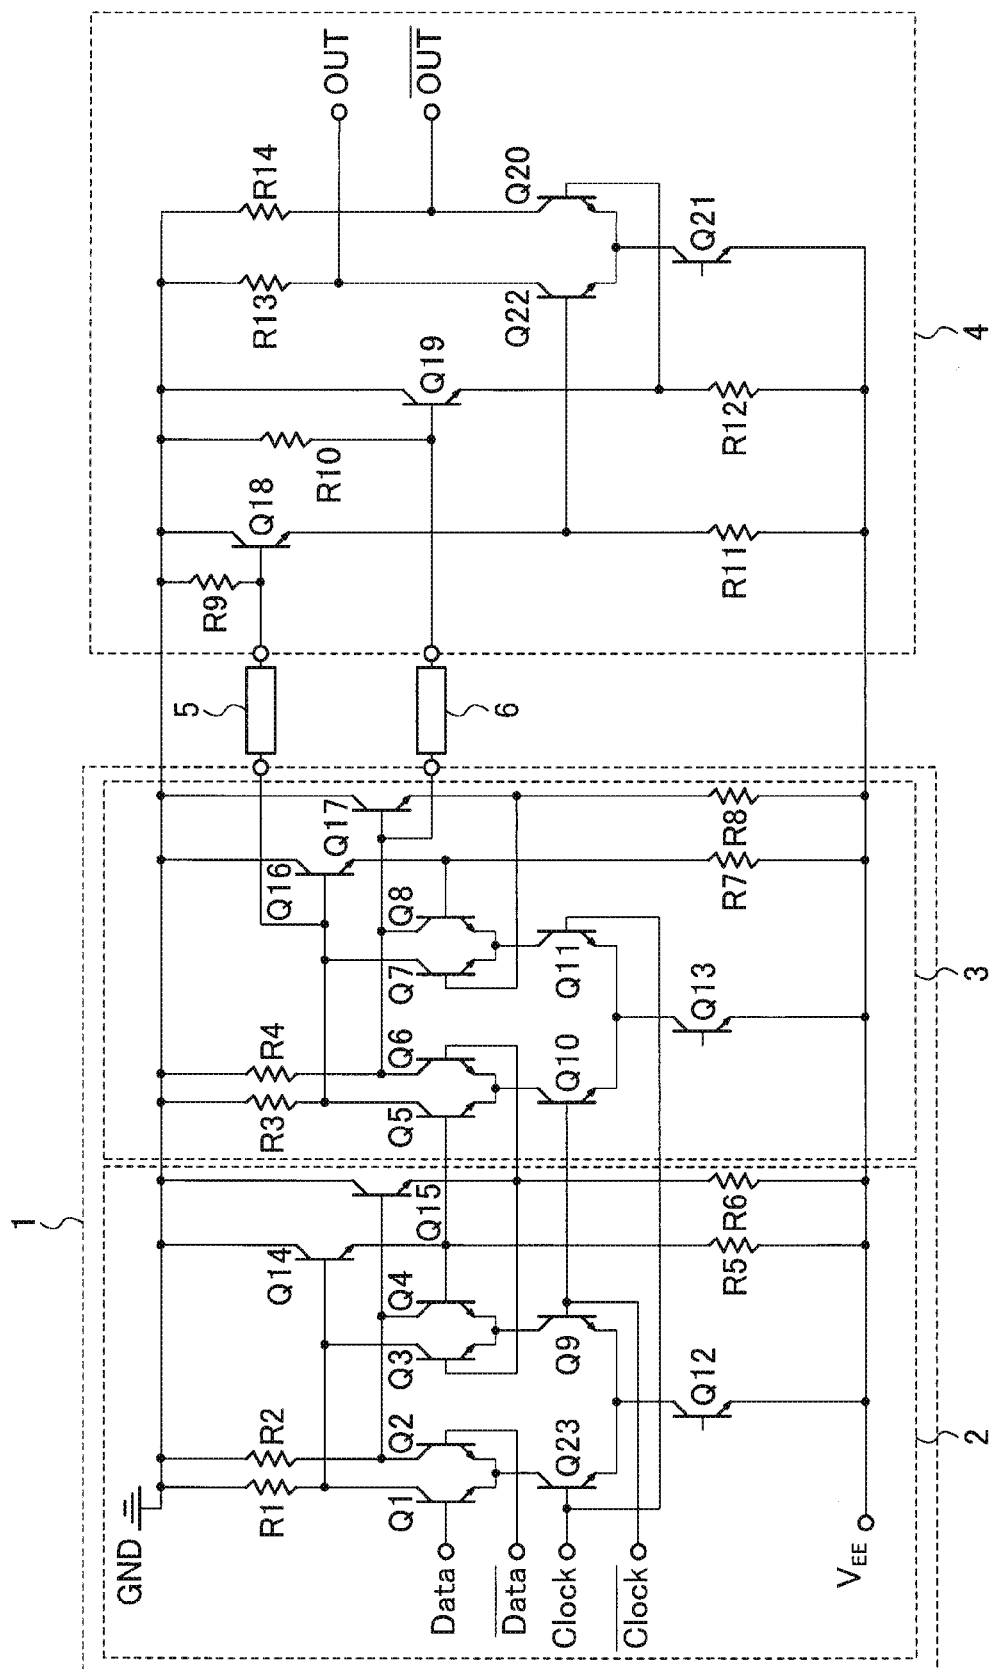 1
GND
R1
R2
R3
R4
5
R9
R13
R14
Q14
Q16
Q18
R10
Q15
Q17
Q19
OUT
OUT
6
Q1
Q2
Q3
Q4
Q5
Q6
Q7
Q8
Data
Data
Clock
Clock
Q23
Q9
Q10
Q11
Q22
Q20
Q12
Q13
Q21
R5
R6
R7
R8
R11
R12
VEE
2
3
4